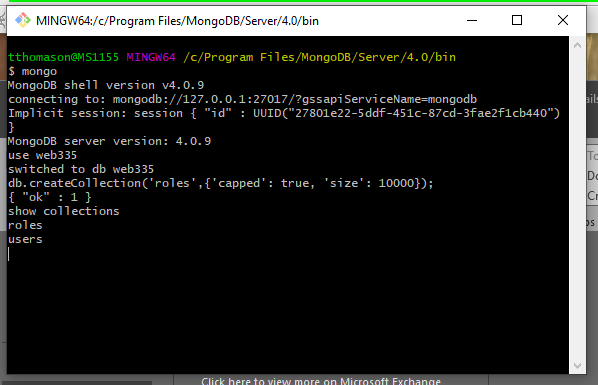 MINGW64:/c/Program Files/MongoDB/Server/4.0/bin
tthomason@MS1155 MINGW64 /c/Program Files/MongoDB/Server/4.0/bin
$ mongo
MongoDB shell version v4.0.9
connecting to: mongodb://127.0.0.1:27017/?gssapiServiceName=mongodb
Implicit session: session { "id" : UUID("27801e22-5ddf-451c-87cd-3fae2f1cb440")
}
MongoDB server version: 4.0.9
use web335
switched to db web335
db.createCollection('roles',{'capped': true, 'size': 10000});
{ "ok" : 1 }
show collections
roles
users
Click here to view more on Microsoft Exchange